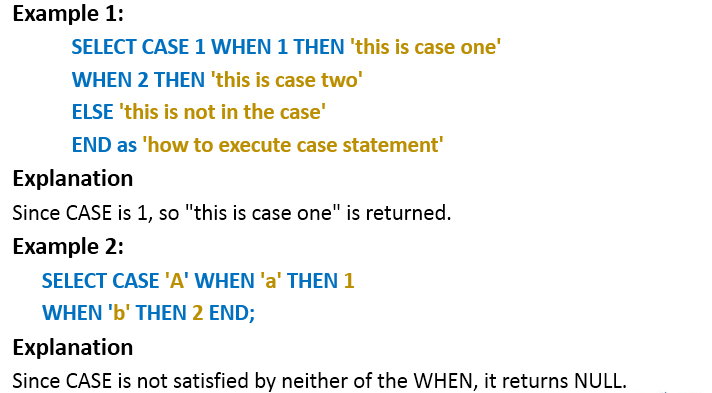 Example 1:
SELECT CASE 1 WHEN 1 THEN 'this is case one'
WHEN 2 THEN 'this is case two'
ELSE 'this is not in the case'
END as 'how to execute case statement'
Explanation
Since CASE is 1, so "this is case one" is returned.
Example 2:
SELECT CASE 'A' WHEN 'a' THEN 1
WHEN 'b' THEN 2 END;
Explanation
Since CASE is not satisfied by neither of the WHEN, it returns NULL.